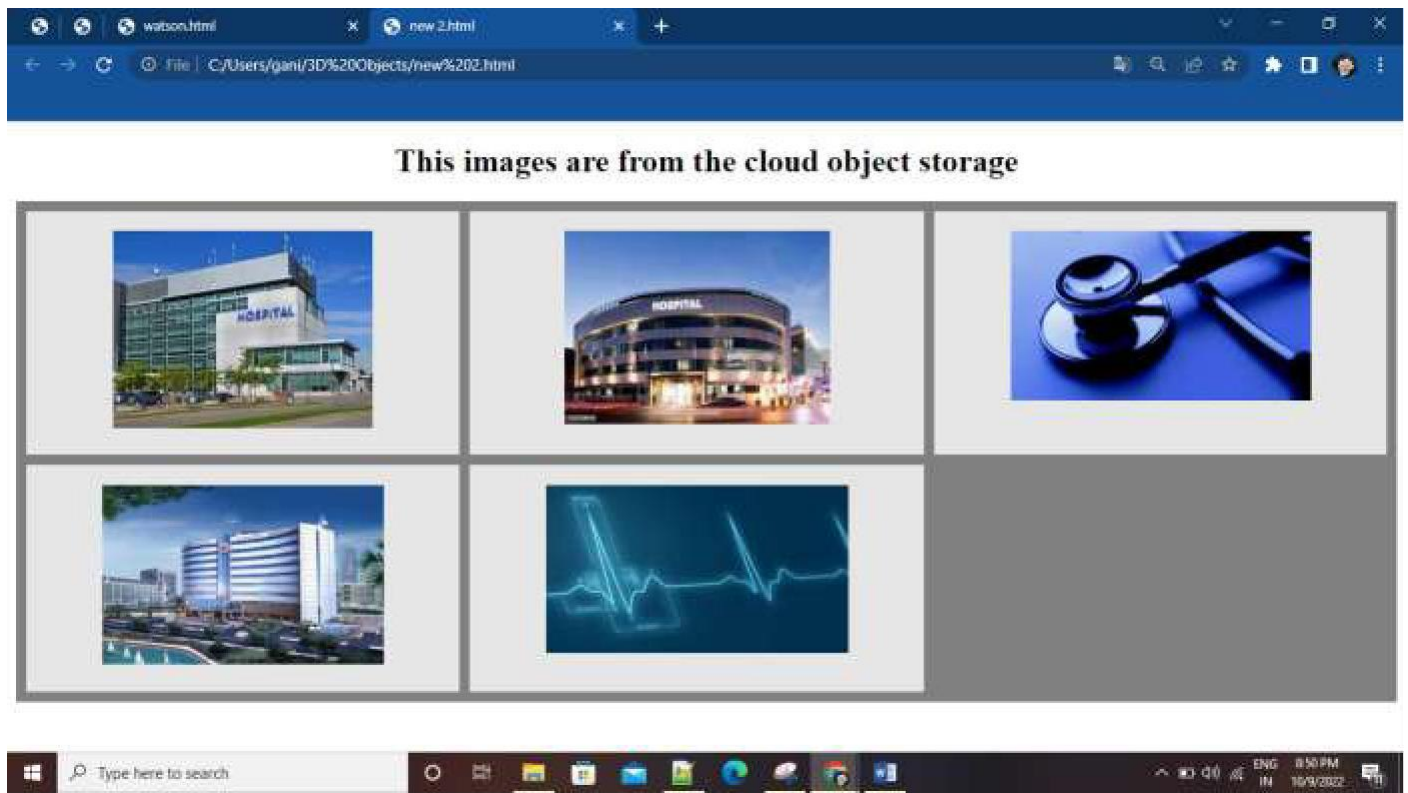 watson.html
new 2.html
File
C:/Users/gani/3D%20Objects/new%202.html
This images are from the cloud object storage
HOSPITAL
HOSPITAL
Type here to search
ENG
IN
8:50 PM
10/9/2022